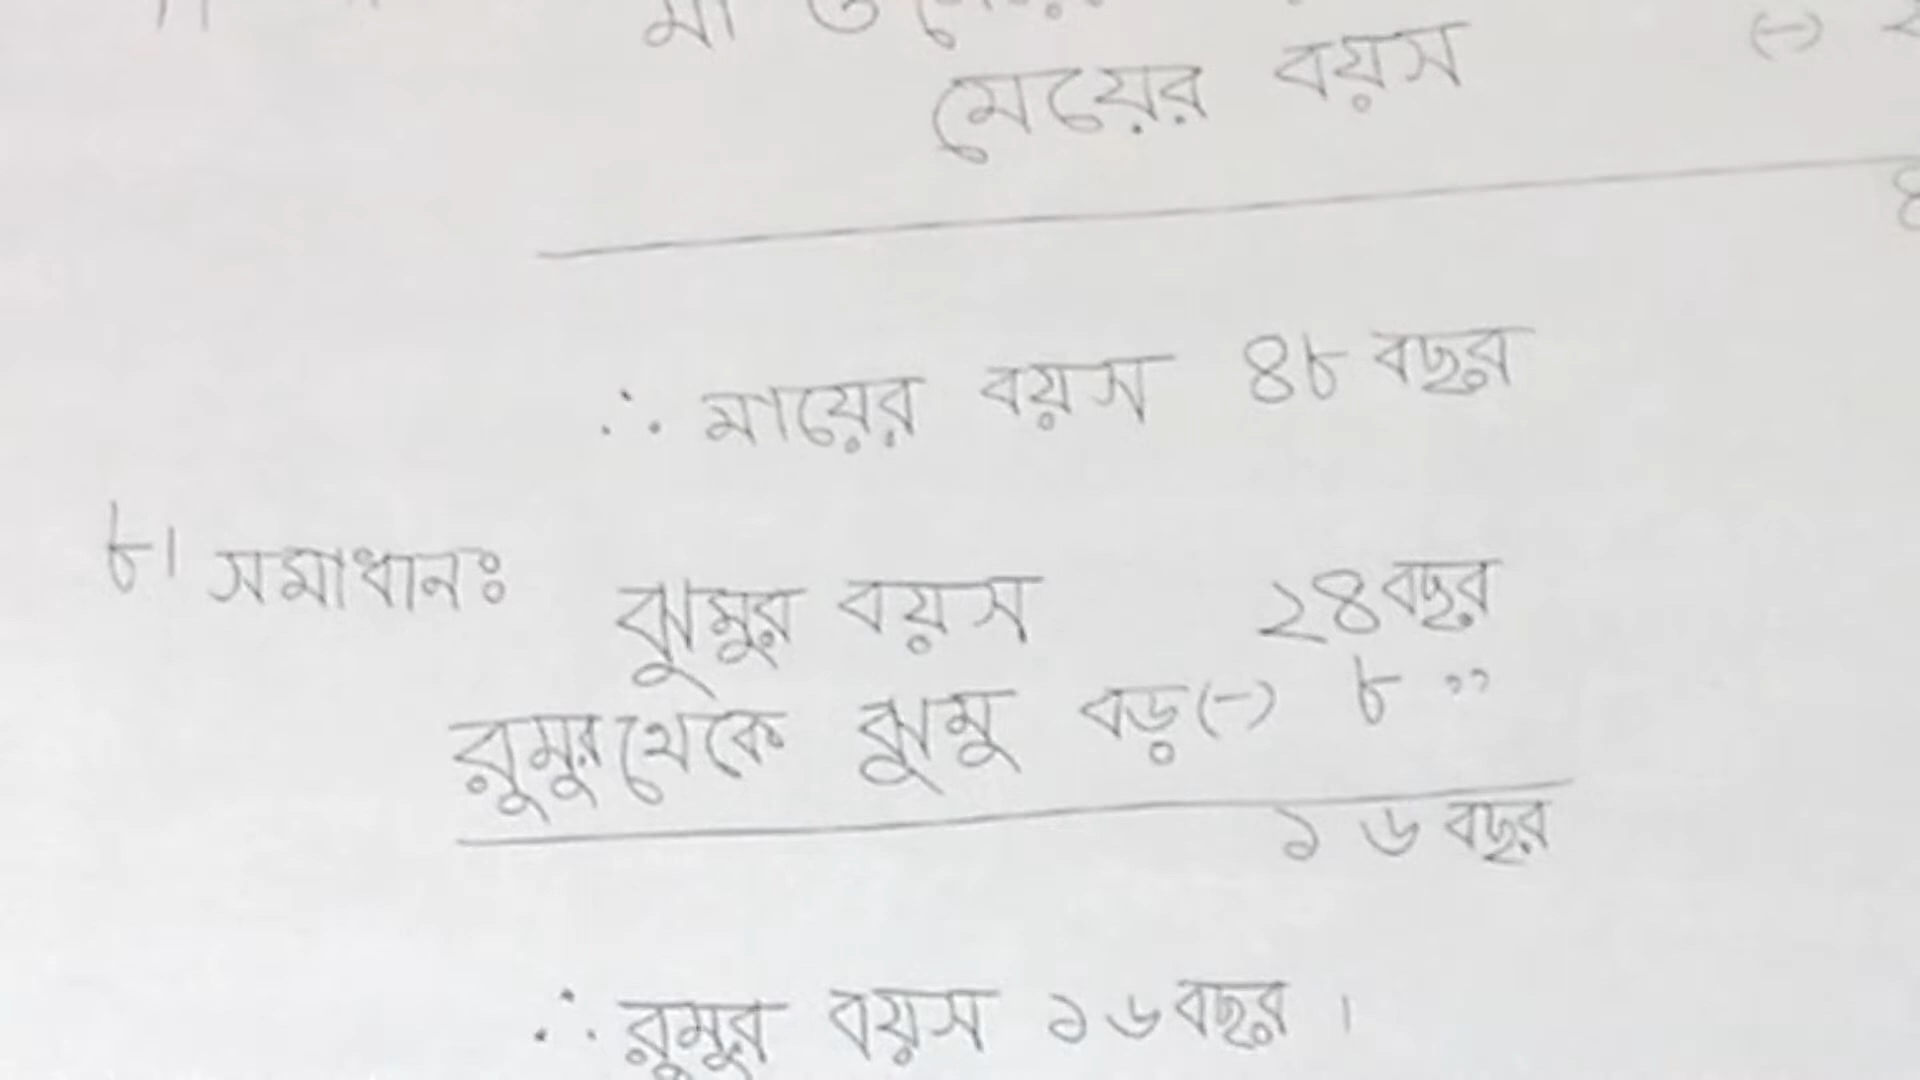 মা ও
মেয়ের বয়স (-)
∴ মায়ের বয়স ৪৮ বছর
৮। সমাধানঃ ঝুমুর বয়স ২৪ বছর
রুমুর থেকে ঝুমু বড় (-) ৮ ,,
১৬ বছর
∴ রুমুর বয়স ১৬ বছর ।